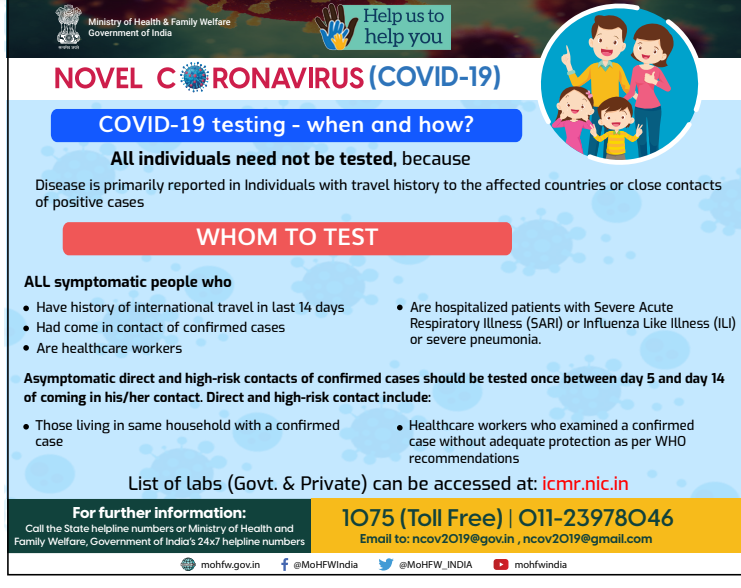 Ministry of Health & Family Welfare
Government of India
सत्यमेव जयते
Help us to
help you
NOVEL CORONAVIRUS (COVID-19)
COVID-19 testing - when and how?
All individuals need not be tested, because
Disease is primarily reported in Individuals with travel history to the affected countries or close contacts
of positive cases
WHOM TO TEST
ALL symptomatic people who
• Have history of international travel in last 14 days
• Had come in contact of confirmed cases
• Are healthcare workers
• Are hospitalized patients with Severe Acute
Respiratory Illness (SARI) or Influenza Like Illness (ILI)
or severe pneumonia.
Asymptomatic direct and high-risk contacts of confirmed cases should be tested once between day 5 and day 14
of coming in his/her contact. Direct and high-risk contact include:
• Those living in same household with a confirmed
case
• Healthcare workers who examined a confirmed
case without adequate protection as per WHO
recommendations
List of labs (Govt. & Private) can be accessed at: icmr.nic.in
For further information:
Call the State helpline numbers or Ministry of Health and
Family Welfare, Government of India's 24x7 helpline numbers
1075 (Toll Free) | 011-23978046
Email to: ncov2019@gov.in , ncov2019@gmail.com
mohfw.gov.in @MoHFWIndia @MoHFW_INDIA mohfwindia